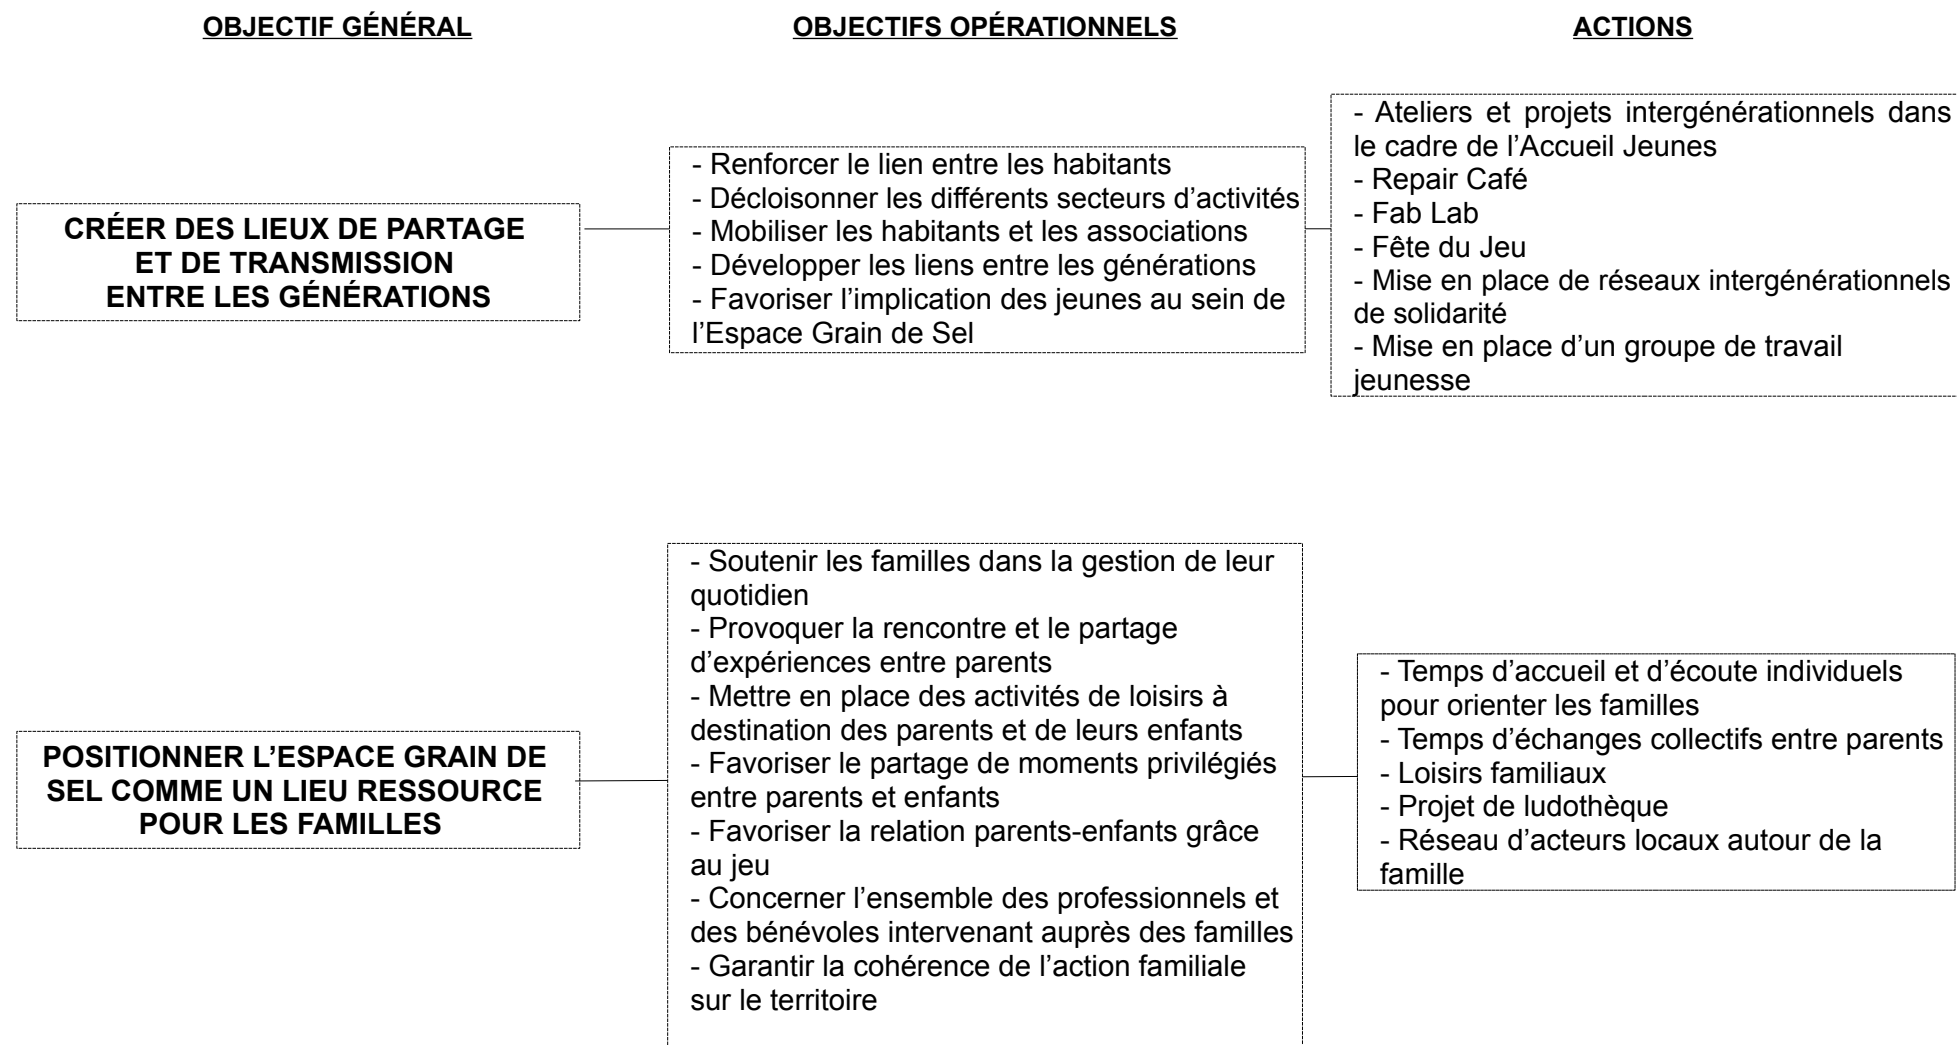 OBJECTIF GÉNÉRAL
OBJECTIFS OPÉRATIONNELS
ACTIONS
CRÉER DES LIEUX DE PARTAGE
ET DE TRANSMISSION
ENTRE LES GÉNÉRATIONS
- Renforcer le lien entre les habitants
- Décloisonner les différents secteurs d’activités
- Mobiliser les habitants et les associations
- Développer les liens entre les générations
- Favoriser l’implication des jeunes au sein de
l’Espace Grain de Sel
- Ateliers et projets intergénérationnels dans
le cadre de l’Accueil Jeunes
- Repair Café
- Fab Lab
- Fête du Jeu
- Mise en place de réseaux intergénérationnels
de solidarité
- Mise en place d’un groupe de travail
jeunesse
POSITIONNER L’ESPACE GRAIN DE
SEL COMME UN LIEU RESSOURCE
POUR LES FAMILLES
- Soutenir les familles dans la gestion de leur
quotidien
- Provoquer la rencontre et le partage
d’expériences entre parents
- Mettre en place des activités de loisirs à
destination des parents et de leurs enfants
- Favoriser le partage de moments privilégiés
entre parents et enfants
- Favoriser la relation parents-enfants grâce
au jeu
- Concerner l’ensemble des professionnels et
des bénévoles intervenant auprès des familles
- Garantir la cohérence de l’action familiale
sur le territoire
- Temps d’accueil et d’écoute individuels
pour orienter les familles
- Temps d’échanges collectifs entre parents
- Loisirs familiaux
- Projet de ludothèque
- Réseau d’acteurs locaux autour de la
famille